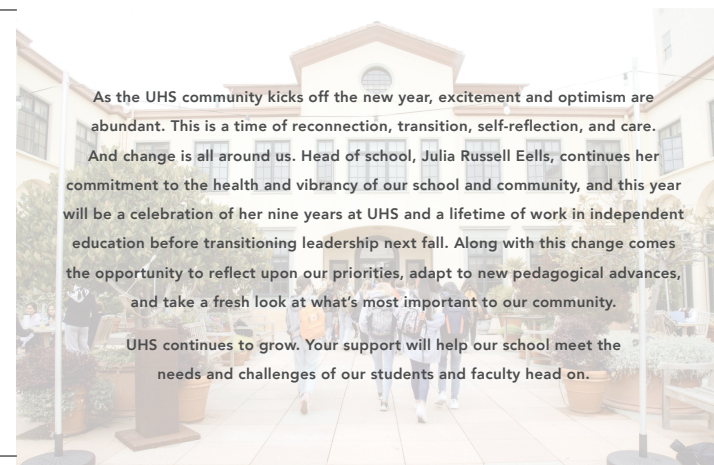 As the UHS community kicks off the new year, excitement and optimism are
abundant. This is a time of reconnection, transition, self-reflection, and care.
And change is all around us. Head of school, Julia Russell Eells, continues her
commitment to the health and vibrancy of our school and community, and this year
will be a celebration of her nine years at UHS and a lifetime of work in independent
education before transitioning leadership next fall. Along with this change comes
the opportunity to reflect upon our priorities, adapt to new pedagogical advances,
and take a fresh look at what’s most important to our community.
UHS continues to grow. Your support will help our school meet the
needs and challenges of our students and faculty head on.